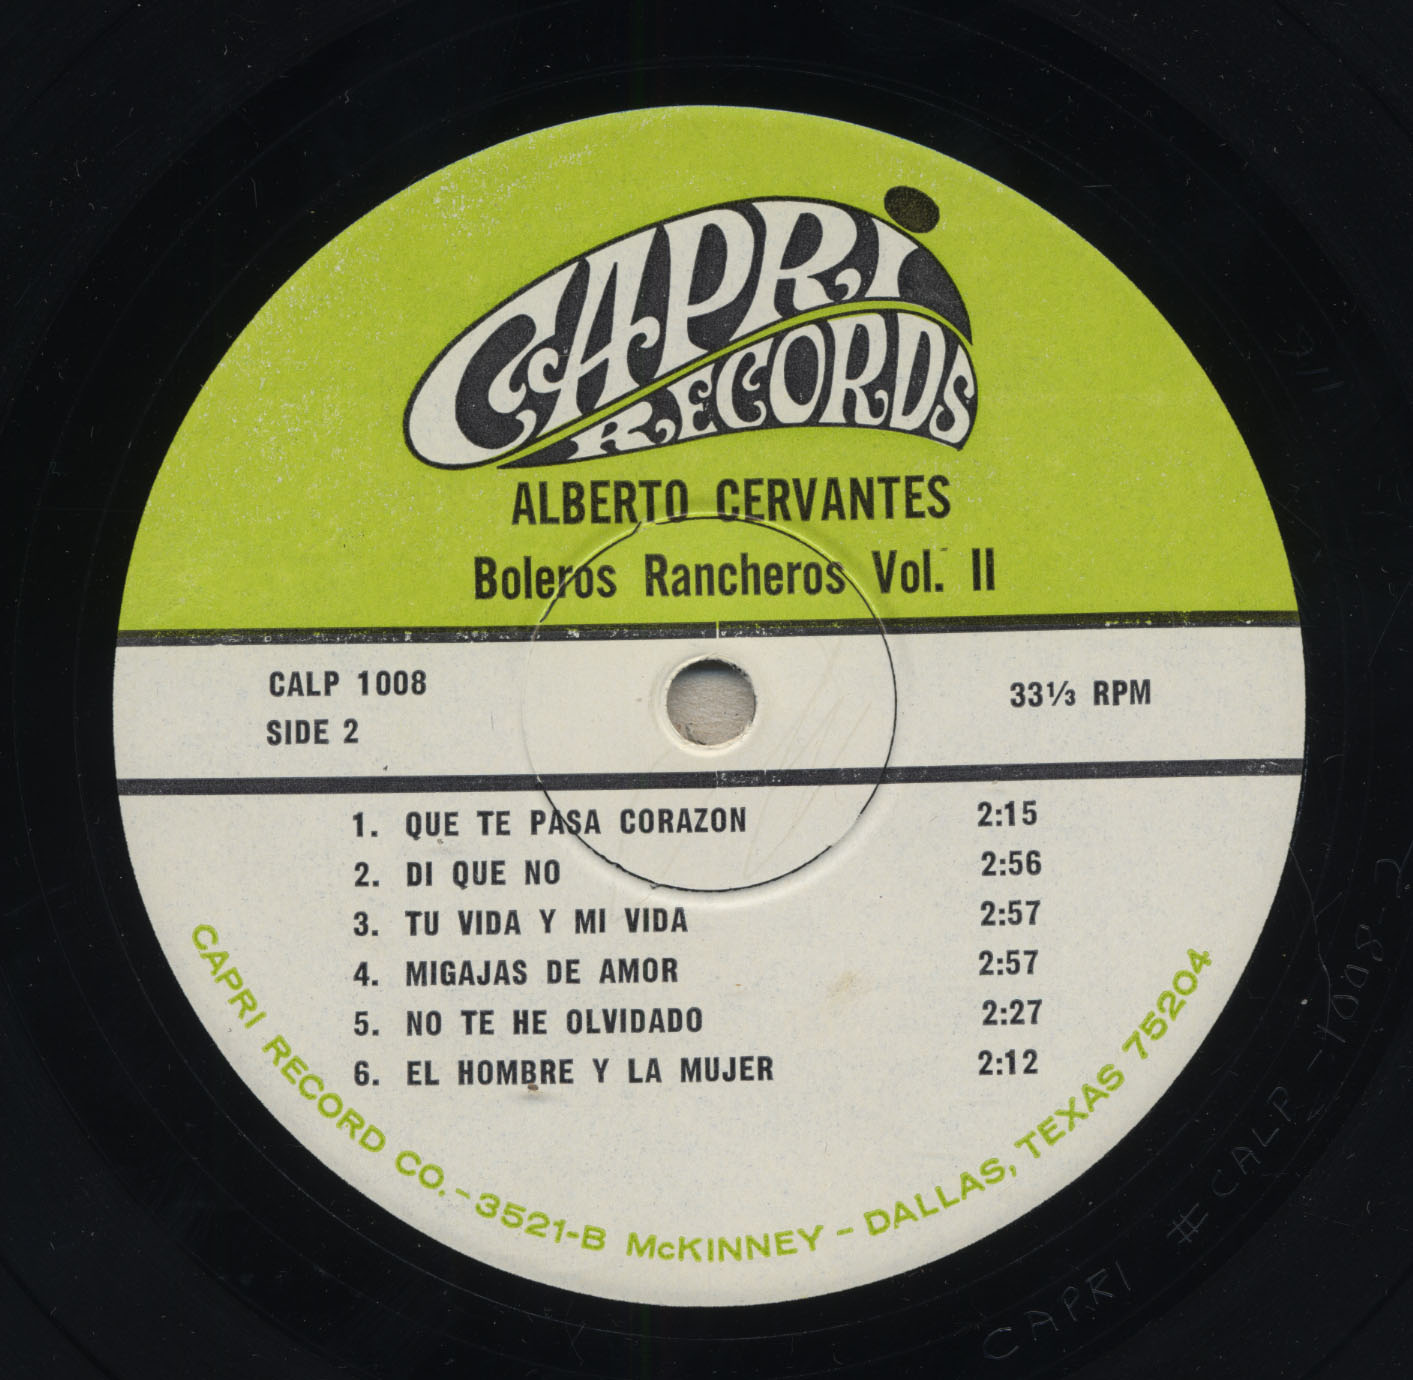 CAPRI
RECORDS
ALBERTO CERVANTES
Boleros Rancheros Vol. II
CALP 1008
SIDE 2
33⅓ RPM
1. QUE TE PASA CORAZON 2:15
2. DI QUE NO 2:56
3. TU VIDA Y MI VIDA 2:57
4. MIGAJAS DE AMOR 2:57
5. NO TE HE OLVIDADO 2:27
6. EL HOMBRE Y LA MUJER 2:12
CAPRI RECORD CO. - 3521-B McKINNEY - DALLAS, TEXAS 75204
CAPRI # CALP - 1008 2